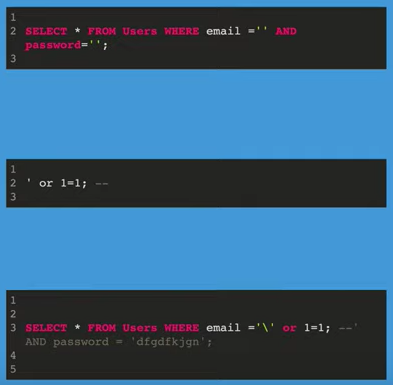 1
2 SELECT * FROM Users WHERE email ='' AND
password='';
3
1
2 ' or 1=1; --
3
1
2
3 SELECT * FROM Users WHERE email ='\' or 1=1; --'
AND password = 'dfgdfkjgn';
4
5